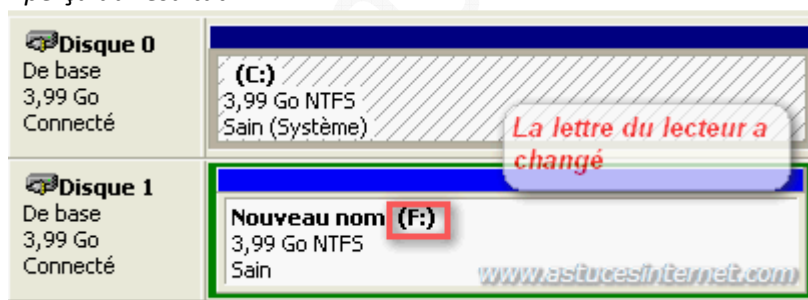 Disque 0
De base
3,99 Go
Connecté
(C:)
3,99 Go NTFS
Sain (Système)
La lettre du lecteur a
changé
Disque 1
De base
3,99 Go
Connecté
Nouveau nom (F:)
3,99 Go NTFS
Sain
www.astucesinternet.com